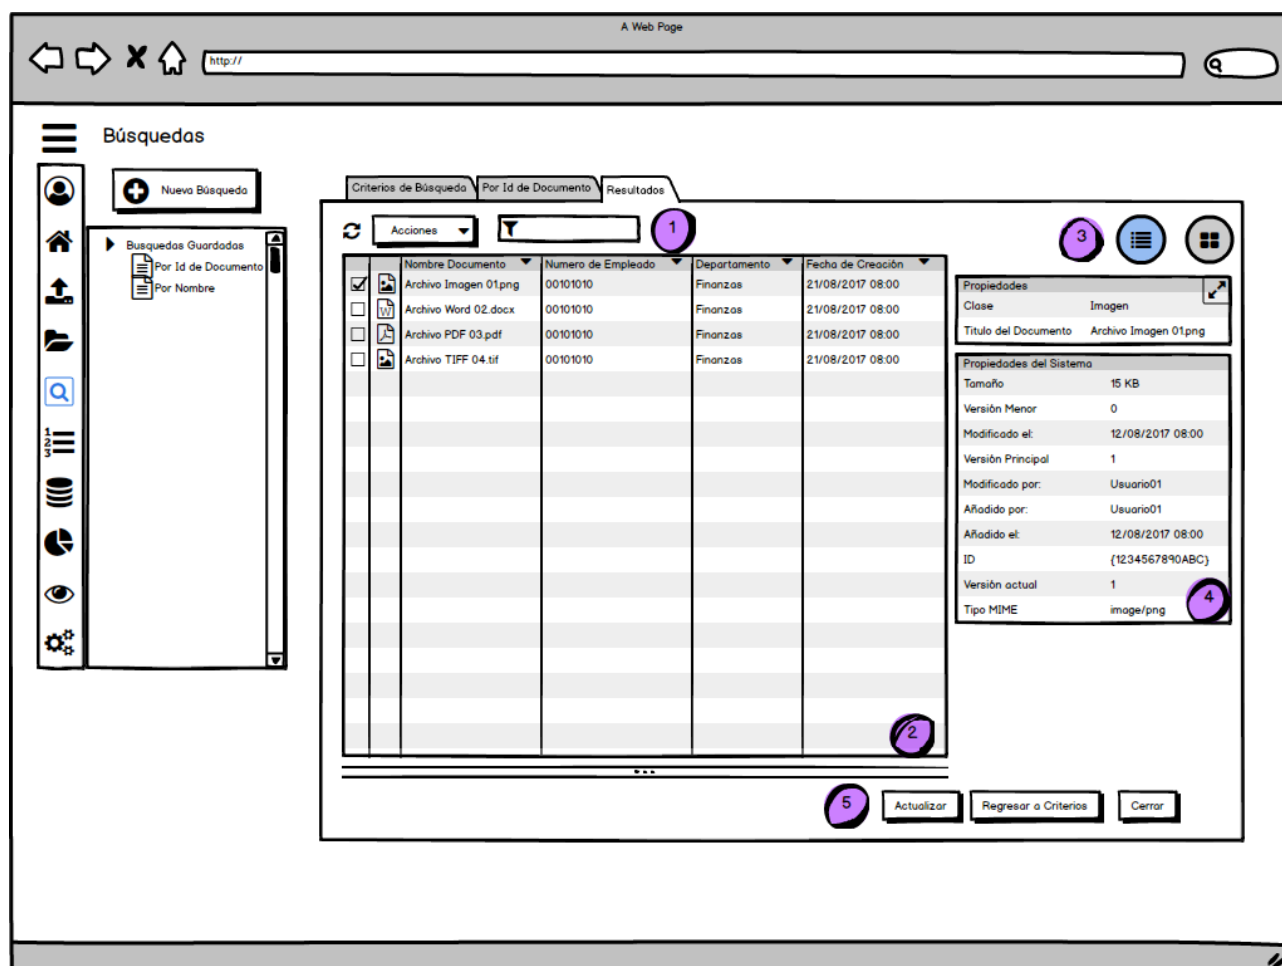 A Web Page
http://
Búsquedas
Nueva Búsqueda
Busquedas Guardadas
Por Id de Documento
Por Nombre
Criterios de Búsqueda
Por Id de Documento
Resultados
Acciones
1
3
Nombre Documento
Numero de Empleado
Departamento
Fecha de Creación
Archivo Imagen 01.png
00101010
Finanzas
21/08/2017 08:00
Archivo Word 02.docx
00101010
Finanzas
21/08/2017 08:00
Archivo PDF 03.pdf
00101010
Finanzas
21/08/2017 08:00
Archivo TIFF 04.tif
00101010
Finanzas
21/08/2017 08:00
2
Propiedades
Clase
Imagen
Titulo del Documento
Archivo Imagen 01.png
Propiedades del Sistema
Tamaño
15 KB
Versión Menor
0
Modificado el:
12/08/2017 08:00
Versión Principal
1
Modificado por:
Usuario01
Añadido por:
Usuario01
Añadido el:
12/08/2017 08:00
ID
{1234567890ABC}
Versión actual
1
Tipo MIME
image/png
4
5
Actualizar
Regresar a Criterios
Cerrar